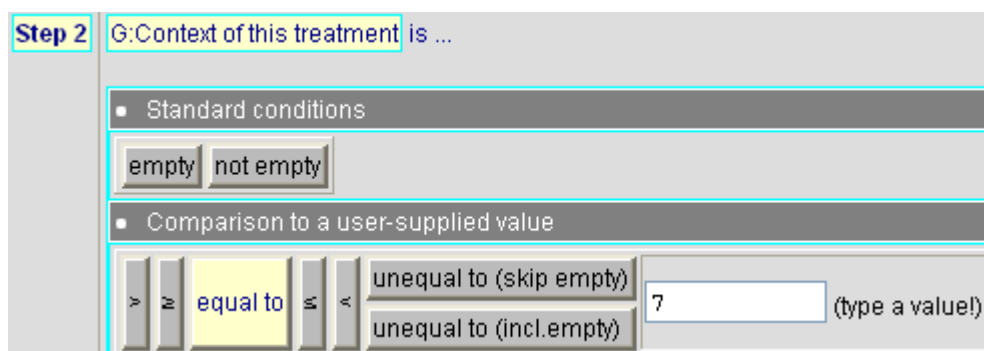 Step 2 G:Context of this treatment is ...
Standard conditions
empty not empty
Comparison to a user-supplied value
> ≥ equal to ≤ < unequal to (skip empty) 7 (type a value!)
unequal to (incl.empty)